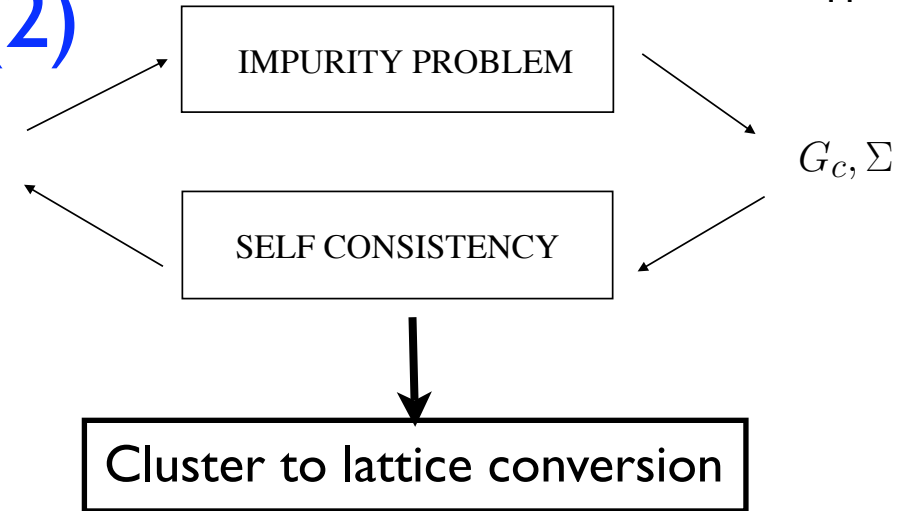 2)
IMPURITY PROBLEM
G_c, Σ
SELF CONSISTENCY
Cluster to lattice conversion